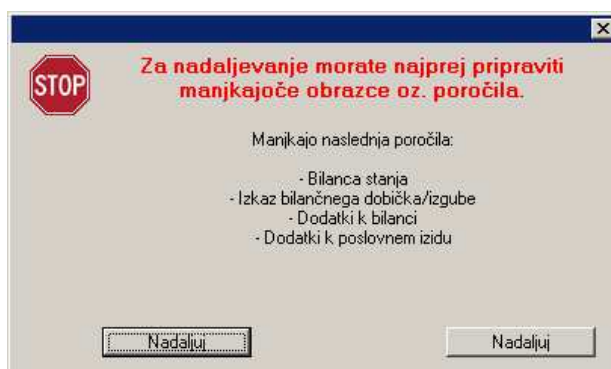 STOP
Za nadaljevanje morate najprej pripraviti
manjkajoče obrazce oz. poročila.
Manjkajo naslednja poročila:
- Bilanca stanja
- Izkaz bilančnega dobička/izgube
- Dodatki k bilanci
- Dodatki k poslovnem izidu
Nadaljuj
Nadaljuj